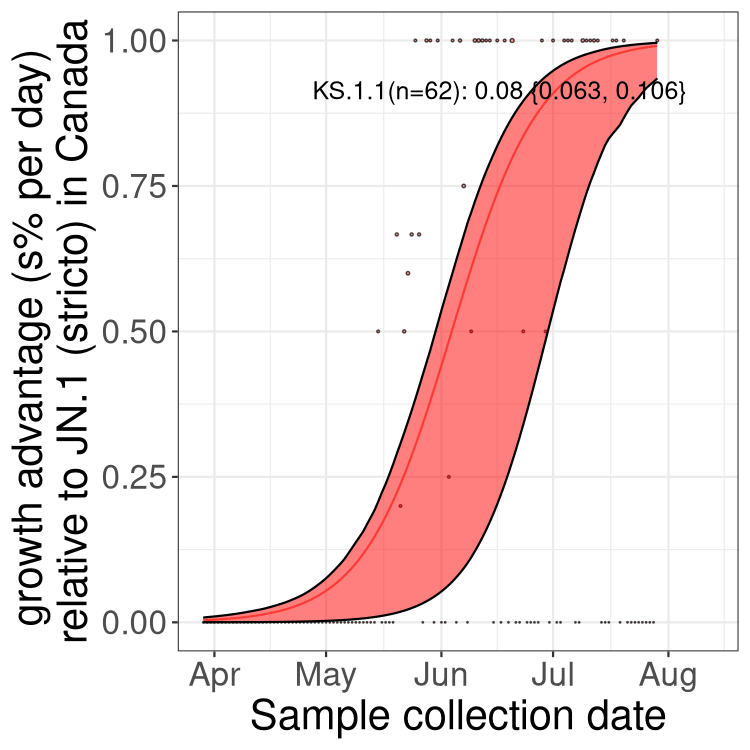 growth advantage (s% per day)
relative to JN.1 (stricto) in Canada
1.00
0.75
0.50
0.25
0.00
KS.1.1(n=62): 0.08 {0.063, 0.106}
Apr May Jun Jul Aug
Sample collection date